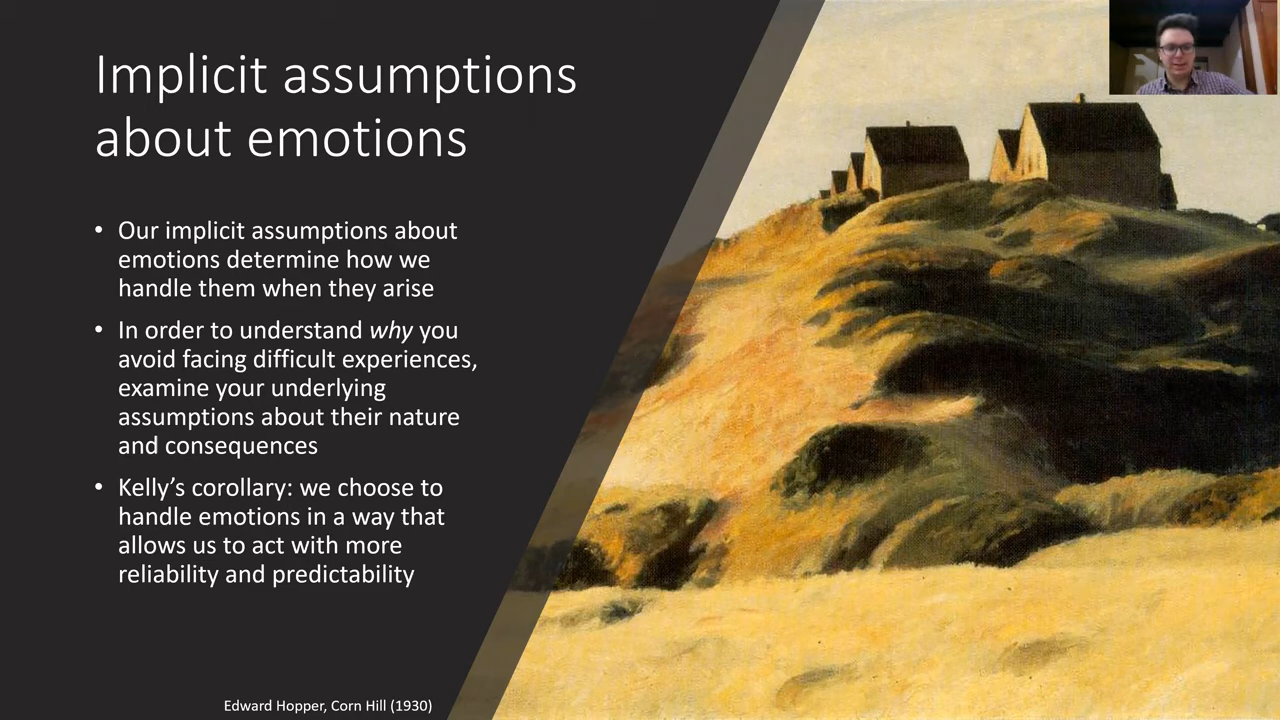 Implicit assumptions
about emotions
• Our implicit assumptions about
emotions determine how we
handle them when they arise
• In order to understand why you
avoid facing difficult experiences,
examine your underlying
assumptions about their nature
and consequences
• Kelly’s corollary: we choose to
handle emotions in a way that
allows us to act with more
reliability and predictability
Edward Hopper, Corn Hill (1930)